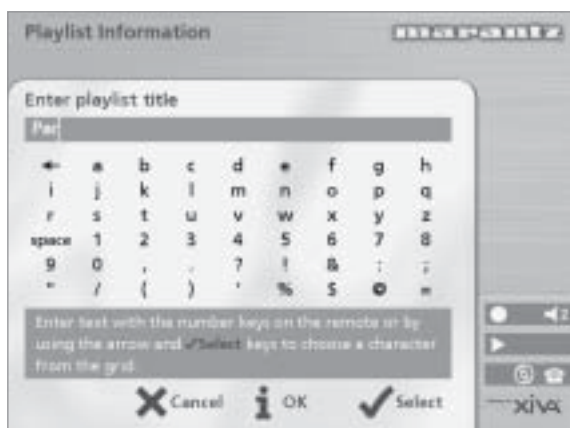 Playlist Information
marantz
Enter playlist title
Par
a b c d e f g h
i j k l m n o p q
r s t u v w x y z
space 1 2 3 4 5 6 7 8
9 0 , . ? ! & : ;
" / ( ) ' % $ =
Enter text with the number keys on the remote or by
using the arrow and ✓Select keys to choose a character
from the grid.
Cancel OK Select
xiva